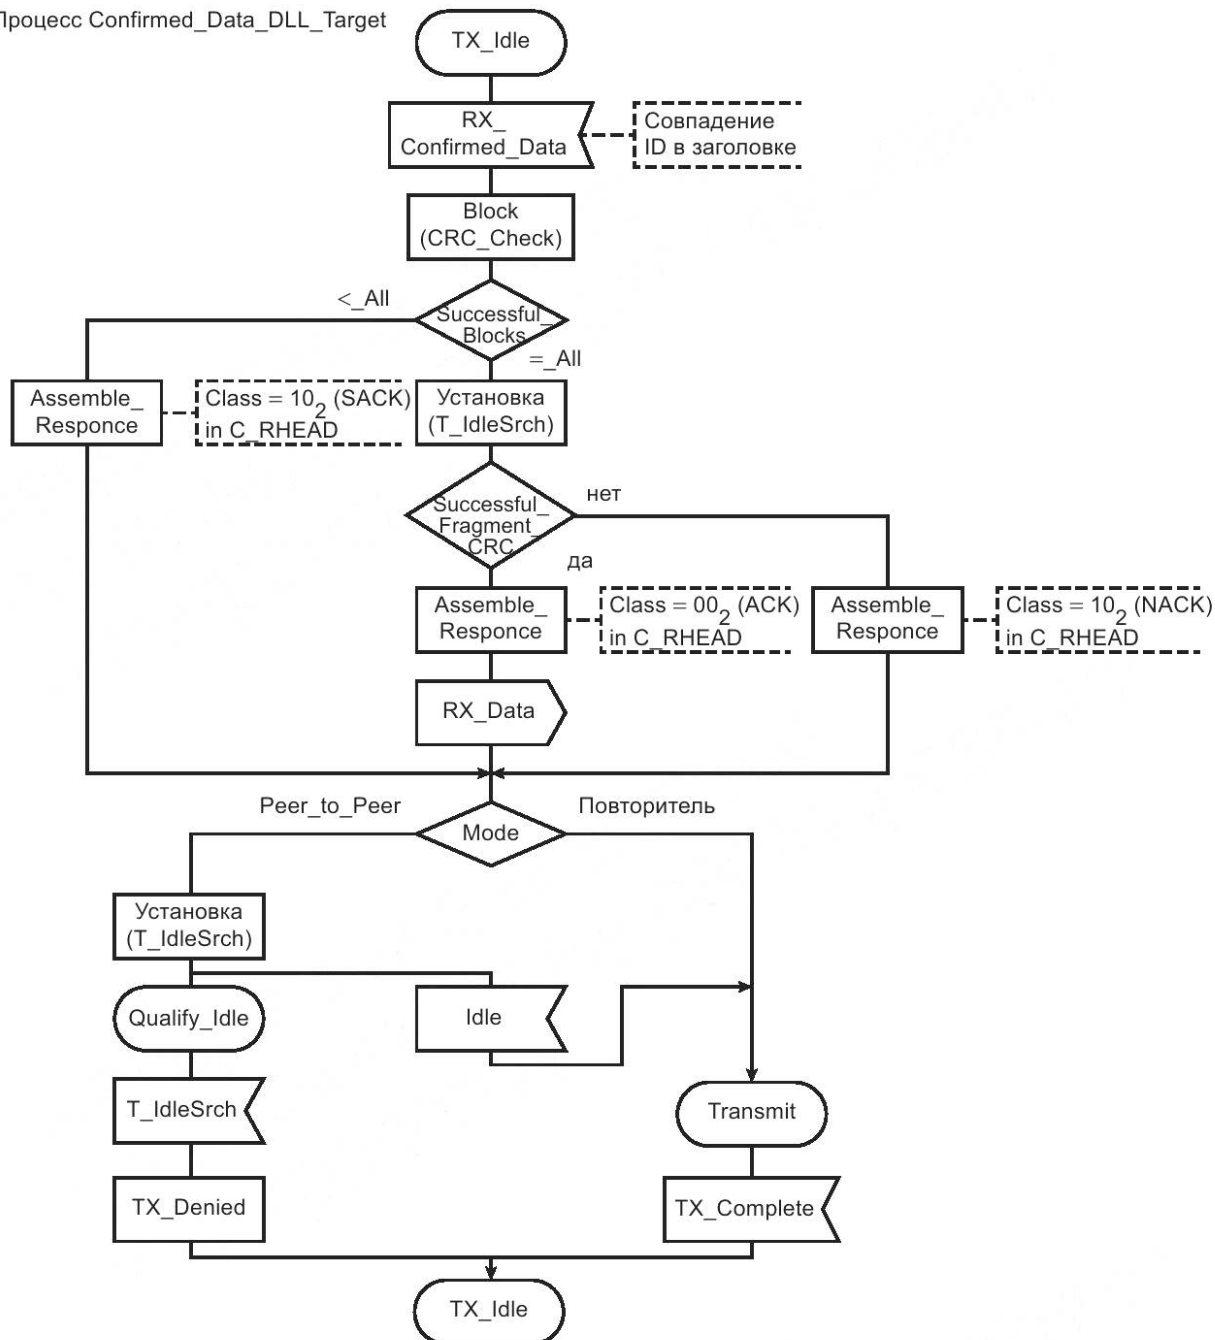 Процесс Confirmed_Data_DLL_Target
TX_Idle
RX_
Confirmed_Data
Совпадение
ID в заголовке
Block
(CRC_Check)
<_All
Successful_
Blocks
=_All
Assemble_
Responce
Class = 10₂ (SACK)
in C_RHEAD
Установка
(T_IdleSrch)
Successful_
Fragment_
CRC
нет
да
Assemble_
Responce
Class = 00₂ (ACK)
in C_RHEAD
Assemble_
Responce
Class = 10₂ (NACK)
in C_RHEAD
RX_Data
Peer_to_Peer
Mode
Повторитель
Установка
(T_IdleSrch)
Qualify_Idle
Idle
T_IdleSrch
Transmit
TX_Denied
TX_Complete
TX_Idle